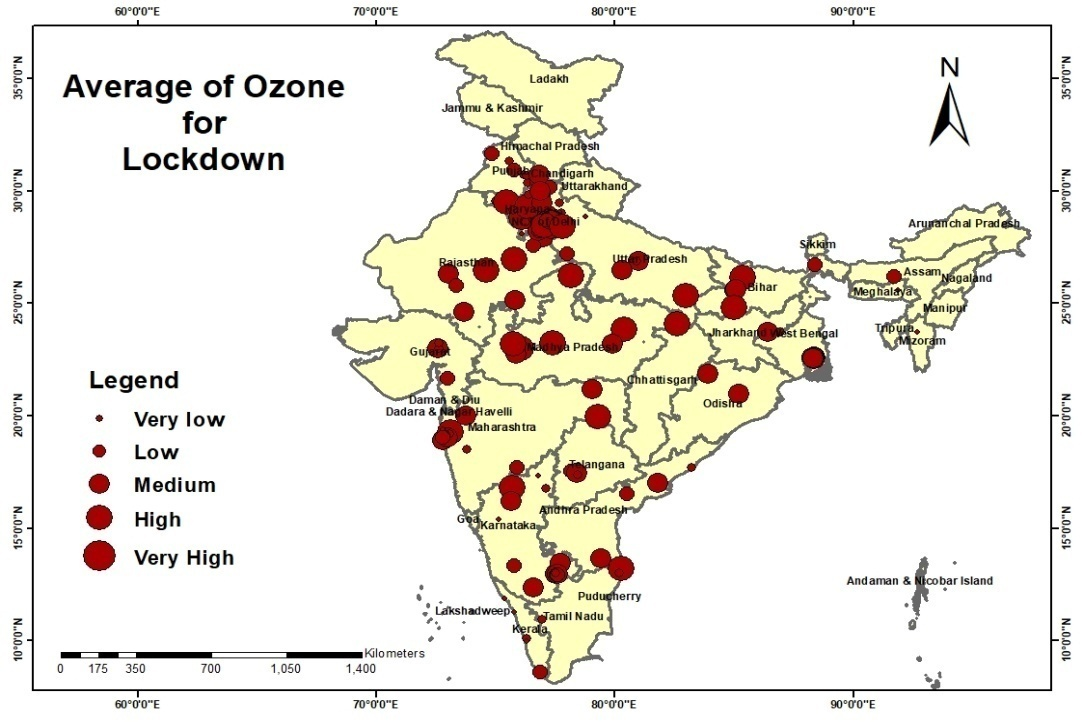 60°0'0"E 70°0'0"E 80°0'0"E 90°0'0"E
35°0'0"N
35°0'0"N
30°0'0"N
30°0'0"N
25°0'0"N
25°0'0"N
20°0'0"N
20°0'0"N
15°0'0"N
15°0'0"N
10°0'0"N
10°0'0"N
Average of Ozone
for
Lockdown
N
Ladakh
Jammu & Kashmir
Himachal Pradesh
Punjab
Chandigarh
Uttarakhand
Haryana
NCT of Delhi
Arunanchal Pradesh
Sikkim
Rajasthan
Uttar Pradesh
Assam
Nagaland
Bihar
Meghalaya
Manipur
Tripura
Mizoram
Jharkhand
West Bengal
Gujarat
Madhya Pradesh
Chhattisgarh
Odisha
Daman & Diu
Dadara & Nagar Havelli
Maharashtra
Telangana
Andhra Pradesh
Goa
Karnataka
Puducherry
Lakshadweep
Tamil Nadu
Kerala
Andaman & Nicobar Island
Legend
Very low
Low
Medium
High
Very High
Kilometers
0 175 350 700 1,050 1,400
60°0'0"E 70°0'0"E 80°0'0"E 90°0'0"E